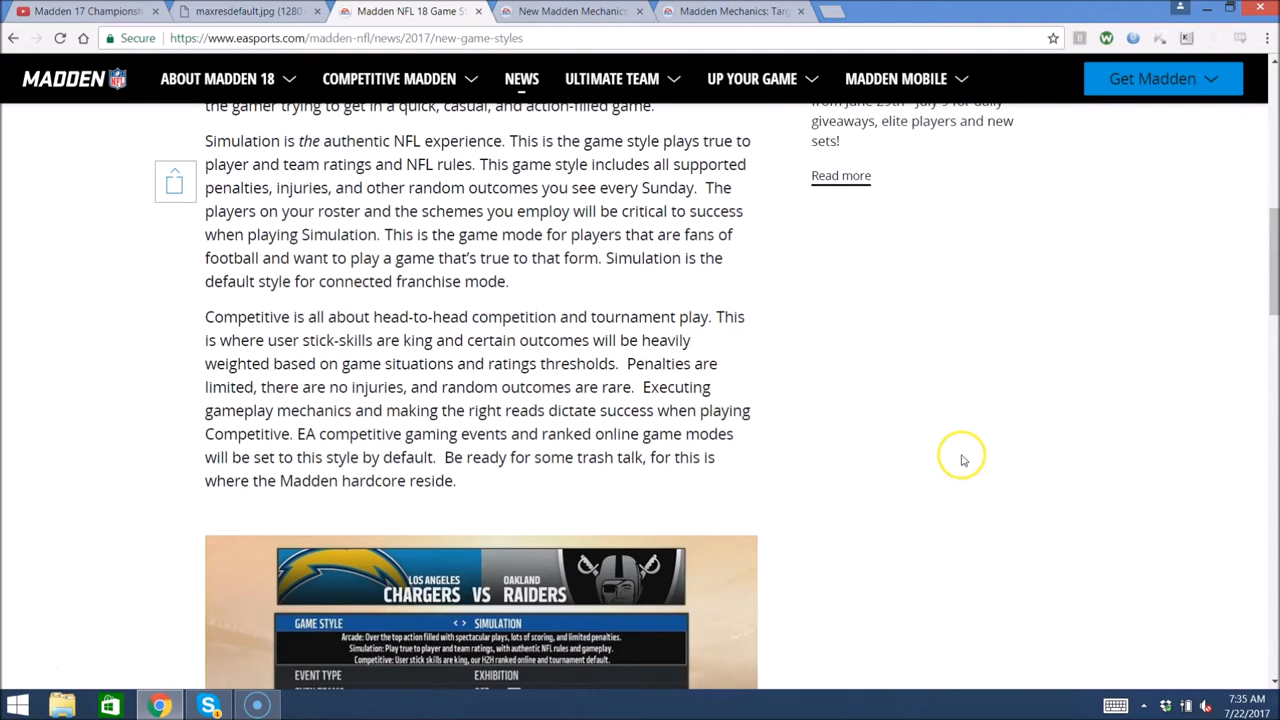 Madden 17 Championsh
maxresdefault.jpg (1280
Madden NFL 18 Game S
New Madden Mechanics
Madden Mechanics: Tar
Secure https://www.easports.com/madden-nfl/news/2017/new-game-styles
MADDEN NFL ABOUT MADDEN 18 COMPETITIVE MADDEN NEWS ULTIMATE TEAM UP YOUR GAME MADDEN MOBILE Get Madden
the gamer trying to get in a quick, casual, and action-filled game.
Simulation is the authentic NFL experience. This is the game style plays true to
player and team ratings and NFL rules. This game style includes all supported
penalties, injuries, and other random outcomes you see every Sunday. The
players on your roster and the schemes you employ will be critical to success
when playing Simulation. This is the game mode for players that are fans of
football and want to play a game that's true to that form. Simulation is the
default style for connected franchise mode.
Competitive is all about head-to-head competition and tournament play. This
is where user stick-skills are king and certain outcomes will be heavily
weighted based on game situations and ratings thresholds. Penalties are
limited, there are no injuries, and random outcomes are rare. Executing
gameplay mechanics and making the right reads dictate success when playing
Competitive. EA competitive gaming events and ranked online game modes
will be set to this style by default. Be ready for some trash talk, for this is
where the Madden hardcore reside.
from June 29th - July 9 for daily
giveaways, elite players and new
sets!
Read more
LOS ANGELES CHARGERS VS OAKLAND RAIDERS
GAME STYLE < > SIMULATION
Arcade: Over the top action filled with spectacular plays, lots of scoring, and limited penalties.
Simulation: Play true to player and team ratings, with authentic NFL rules and gameplay.
Competitive: User stick skills are king, our H2H ranked online and tournament default.
EVENT TYPE EXHIBITION
7:35 AM
7/22/2017